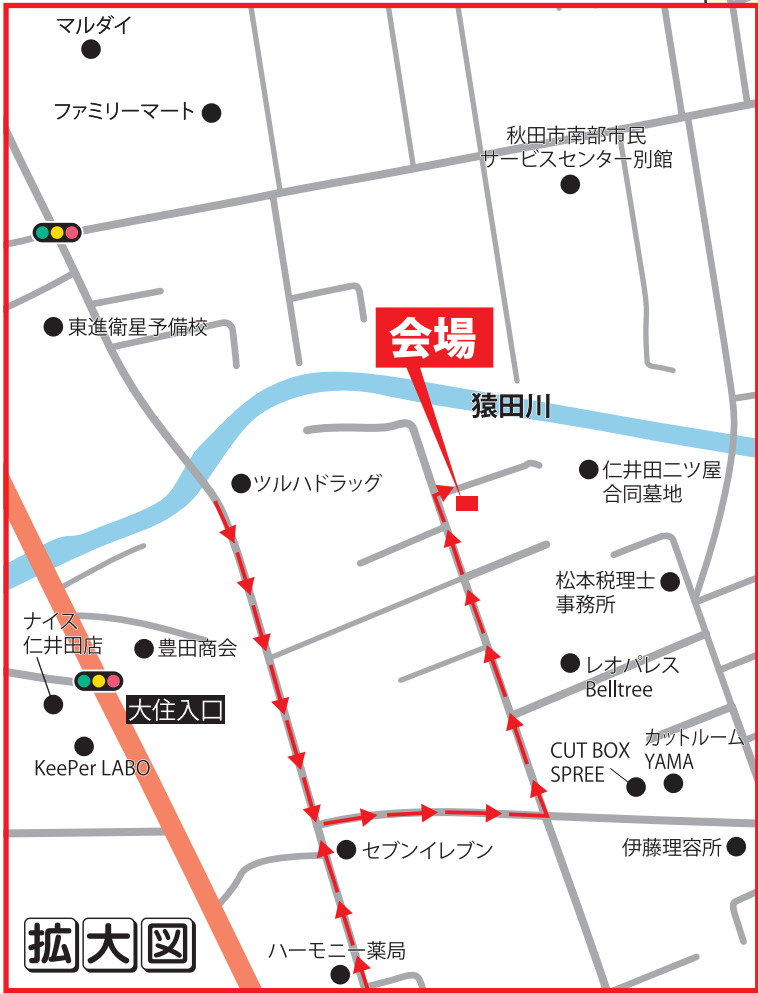 マルダイ
ファミリーマート
秋田市南部市民
サービスセンター別館
東進衛星予備校
会場
猿田川
ツルハドラッグ
仁井田二ツ屋
合同墓地
松本税理士
事務所
ナイス
仁井田店
豊田商会
レオパレス
Belltree
大住入口
KeePer LABO
CUT BOX
SPREE
カットルーム
YAMA
セブンイレブン
伊藤理容所
拡大図
ハーモニー薬局